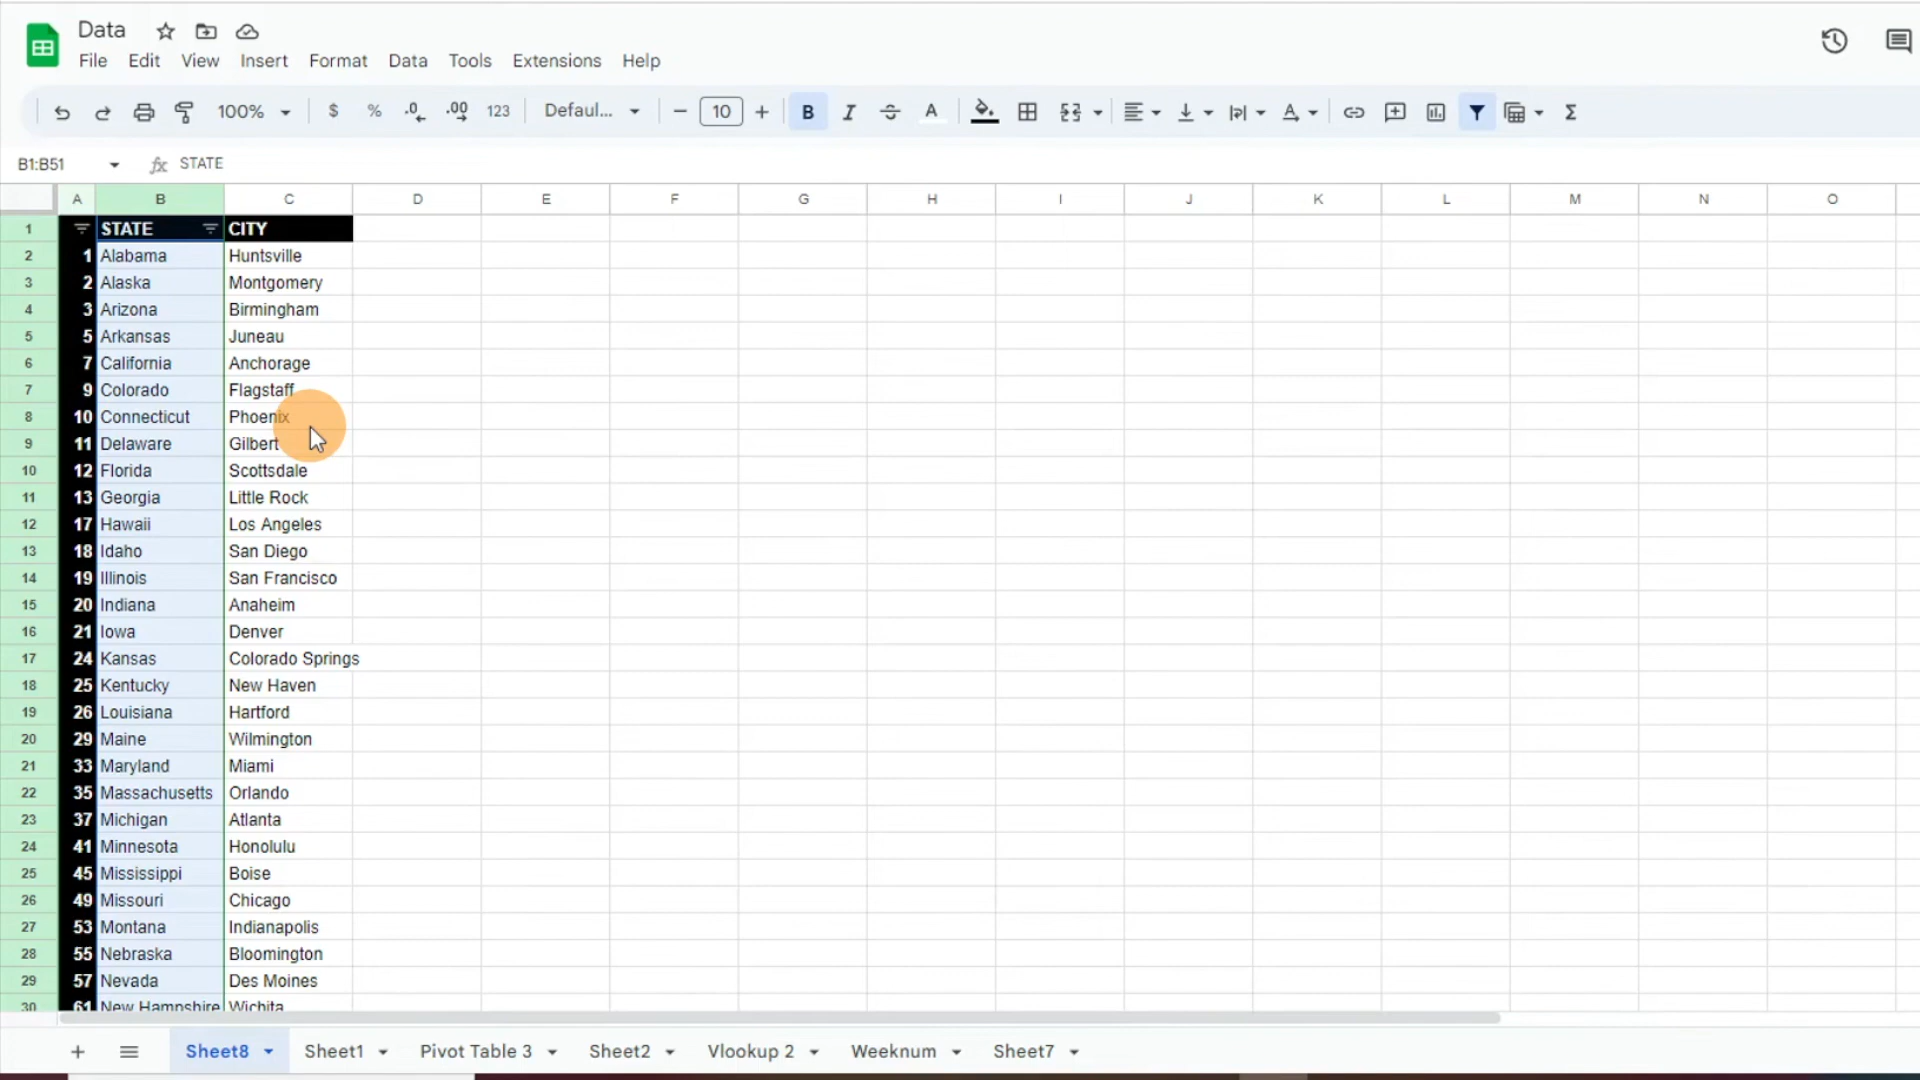 Data
File Edit View Insert Format Data Tools Extensions Help
100% $ % .0 .00 123 Defaul... − 10 + B I A Σ
B1:B51 fx STATE
A B C D E F G H I J K L M N O
1 STATE CITY
2 1 Alabama Huntsville
3 2 Alaska Montgomery
4 3 Arizona Birmingham
5 5 Arkansas Juneau
6 7 California Anchorage
7 9 Colorado Flagstaff
8 10 Connecticut Phoenix
9 11 Delaware Gilbert
10 12 Florida Scottsdale
11 13 Georgia Little Rock
12 17 Hawaii Los Angeles
13 18 Idaho San Diego
14 19 Illinois San Francisco
15 20 Indiana Anaheim
16 21 Iowa Denver
17 24 Kansas Colorado Springs
18 25 Kentucky New Haven
19 26 Louisiana Hartford
20 29 Maine Wilmington
21 33 Maryland Miami
22 35 Massachusetts Orlando
23 37 Michigan Atlanta
24 41 Minnesota Honolulu
25 45 Mississippi Boise
26 49 Missouri Chicago
27 53 Montana Indianapolis
28 55 Nebraska Bloomington
29 57 Nevada Des Moines
30 61 New Hampshire Wichita
+ Sheet8 Sheet1 Pivot Table 3 Sheet2 Vlookup 2 Weeknum Sheet7